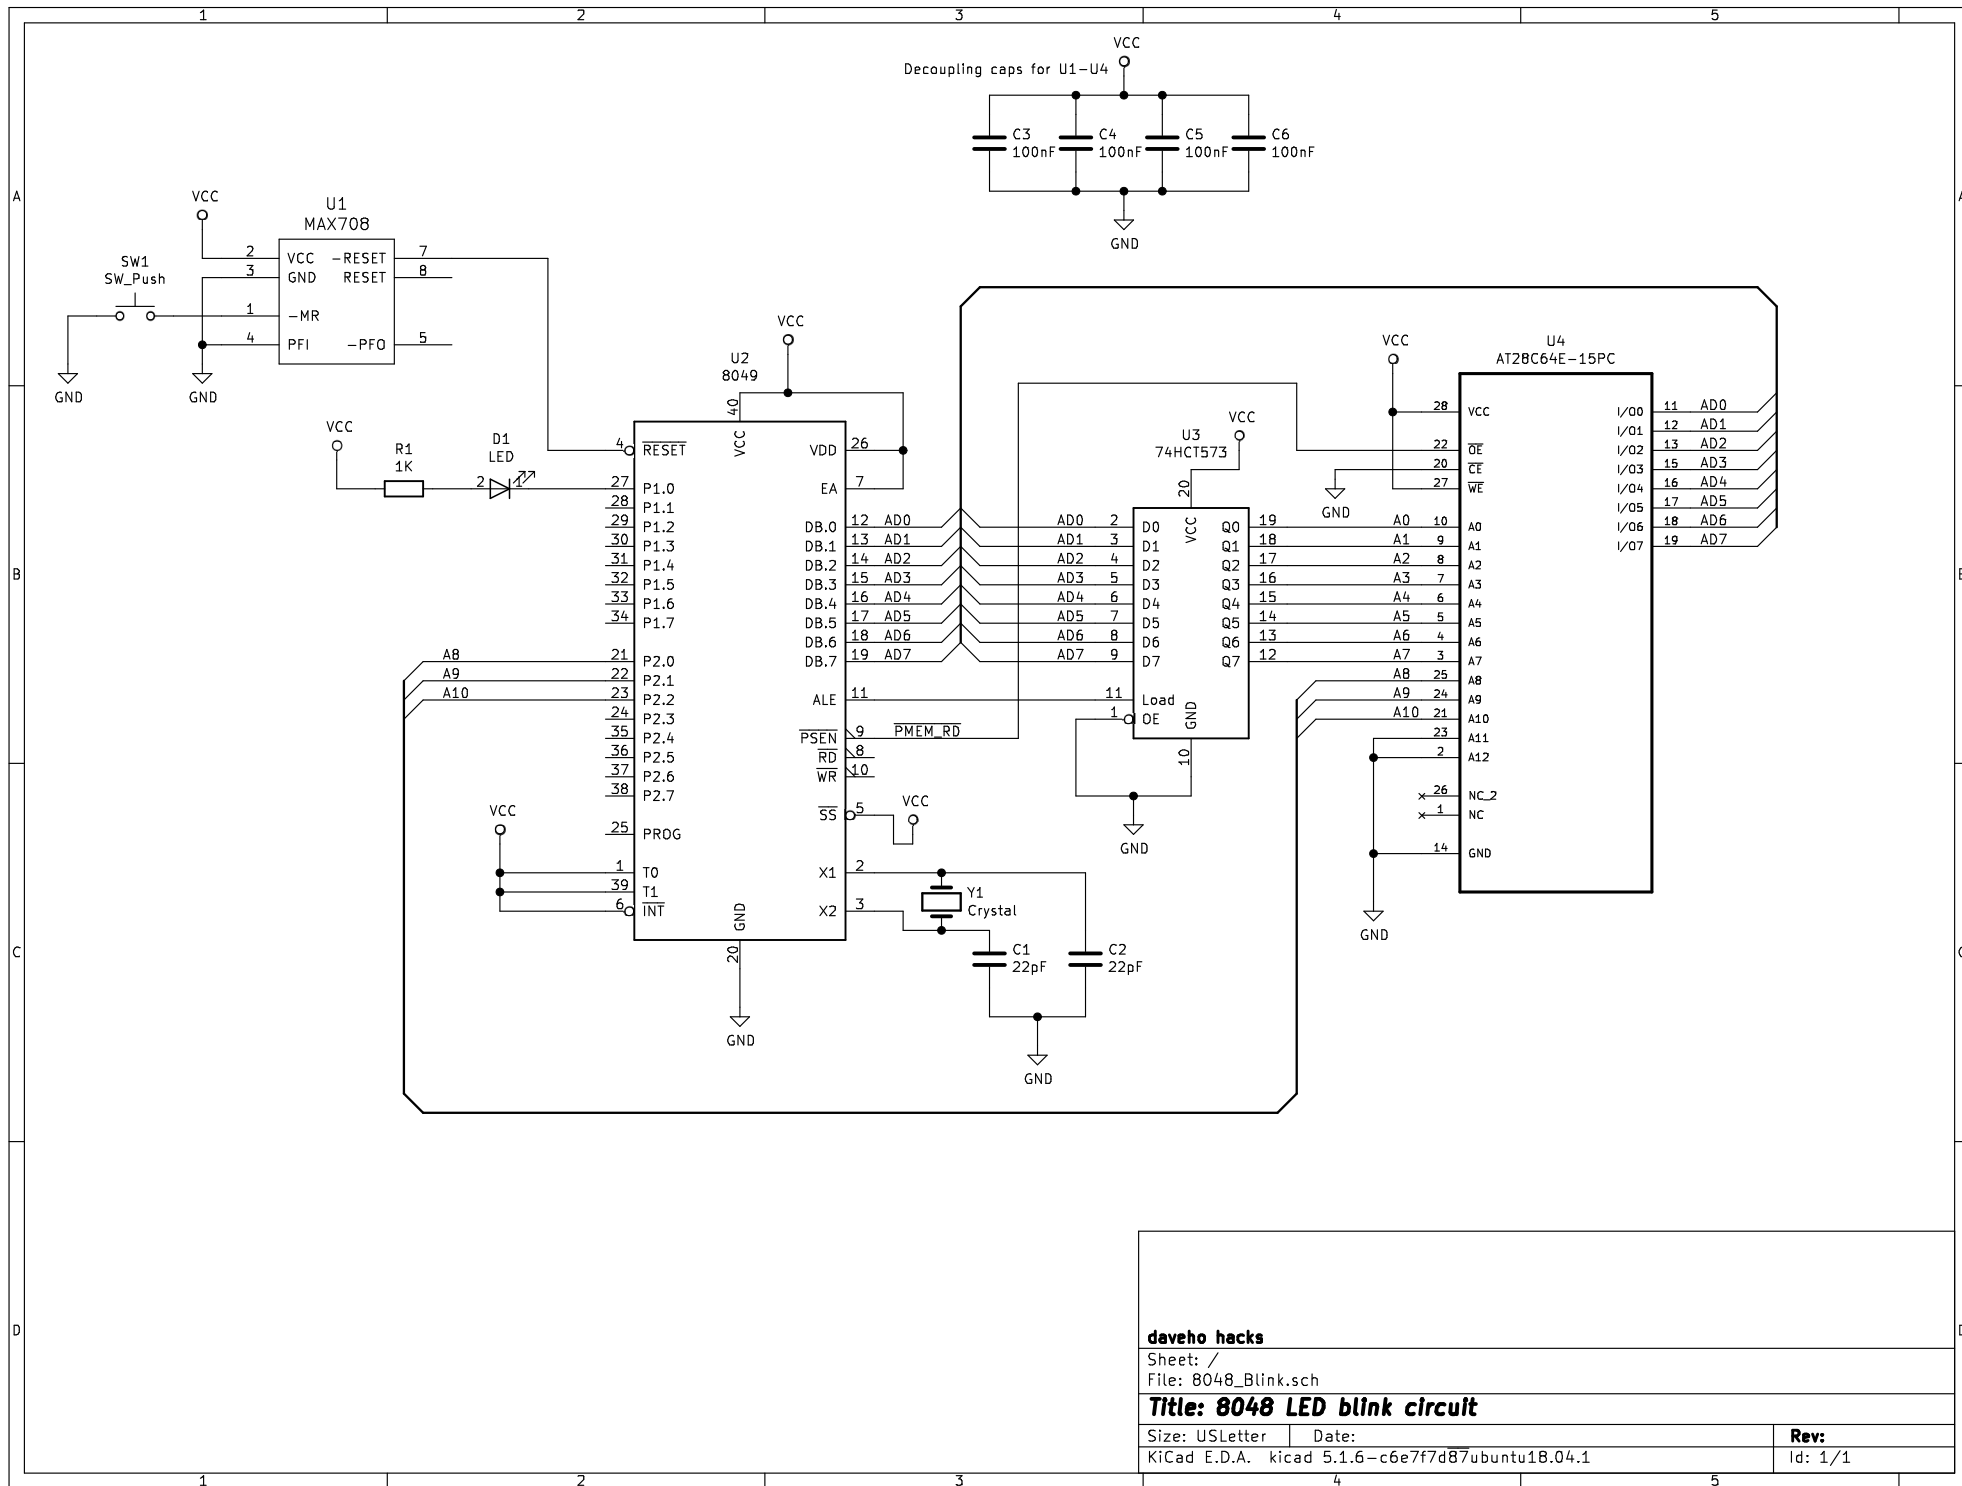 1 2 3 4 5
VCC
Decoupling caps for U1-U4
C3 C4 C5 C6
100nF 100nF 100nF 100nF
GND
A A
VCC
U1
MAX708
2 VCC -RESET 7
3 GND RESET 8
SW1
SW_Push
1 -MR
4 PFI -PFO 5
GND GND
VCC
U2
8049
40 VCC
VCC
R1
1K
D1
LED
2 1
4 RESET VDD 26
27 P1.0 EA 7
28 P1.1
29 P1.2 DB.0 12 AD0
30 P1.3 DB.1 13 AD1
31 P1.4 DB.2 14 AD2
32 P1.5 DB.3 15 AD3
33 P1.6 DB.4 16 AD4
34 P1.7 DB.5 17 AD5
DB.6 18 AD6
A8 21 P2.0 DB.7 19 AD7
A9 22 P2.1
A10 23 P2.2 ALE 11
24 P2.3
35 P2.4 PSEN 9 PMEM_RD
36 P2.5 RD 8
37 P2.6 WR 10
38 P2.7
SS 5 VCC
25 PROG
VCC
1 T0 X1 2
39 T1
6 INT X2 3
GND
20
GND
Y1
Crystal
C1
22pF
C2
22pF
GND
U3
74HCT573
VCC
20
VCC
AD0 2 D0 Q0 19 A0
AD1 3 D1 Q1 18 A1
AD2 4 D2 Q2 17 A2
AD3 5 D3 Q3 16 A3
AD4 6 D4 Q4 15 A4
AD5 7 D5 Q5 14 A5
AD6 8 D6 Q6 13 A6
AD7 9 D7 Q7 12 A7
11 Load
1 OE
GND
10
GND
VCC
U4
AT28C64E-15PC
28 VCC I/O0 11 AD0
I/O1 12 AD1
22 OE I/O2 13 AD2
20 CE I/O3 15 AD3
27 WE I/O4 16 AD4
GND
I/O5 17 AD5
10 A0 I/O6 18 AD6
9 A1 I/O7 19 AD7
8 A2
7 A3
6 A4
5 A5
4 A6
3 A7
A8 25 A8
A9 24 A9
A10 21 A10
23 A11
2 A12
26 NC_2
1 NC
14 GND
GND
B
C
D
daveho hacks
Sheet: /
File: 8048_Blink.sch
Title: 8048 LED blink circuit
Size: USLetter Date: Rev:
KiCad E.D.A. kicad 5.1.6-c6e7f7d87ubuntu18.04.1 Id: 1/1
1 2 3 4 5